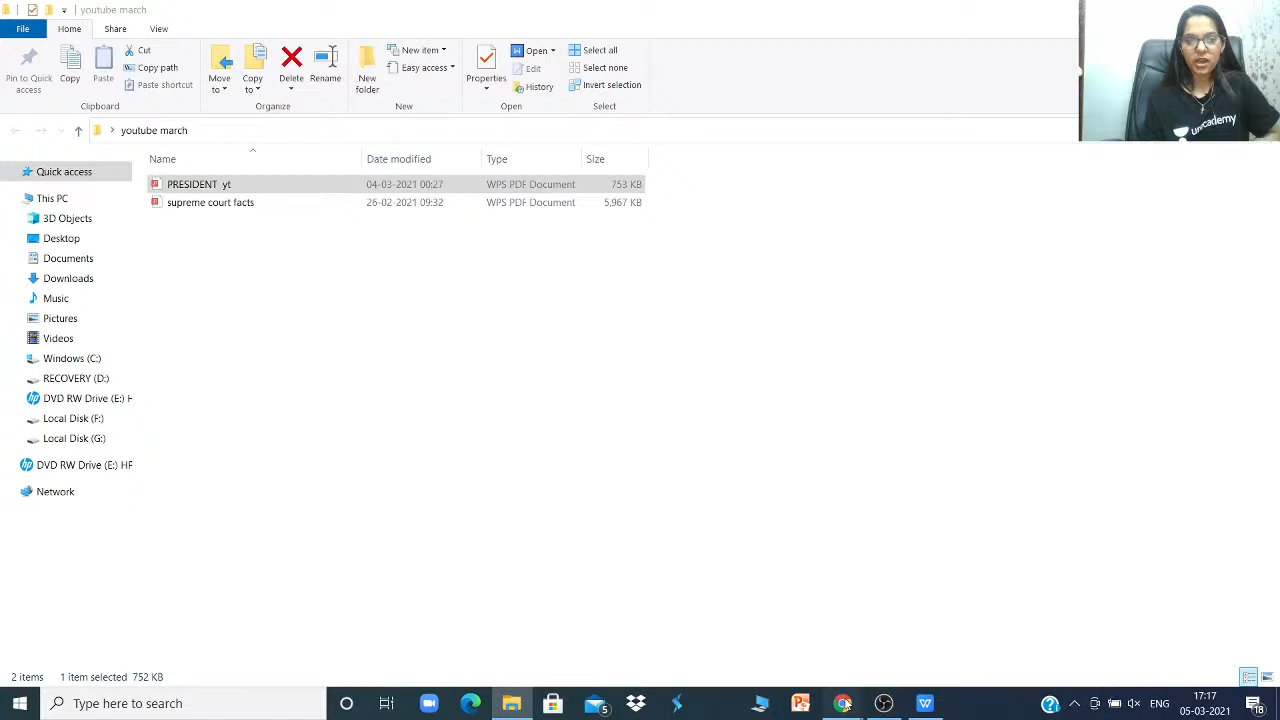 youtube march
File Home Share View
Pin to Quick access
Copy
Paste
Cut
Copy path
Paste shortcut
Clipboard
Move to
Copy to
Delete
Rename
Organize
New folder
New item
Easy access
New
Properties
Open
Edit
History
Open
Select all
Select none
Invert selection
Select
youtube march
Name Date modified Type Size
PRESIDENT yt 04-03-2021 00:27 WPS PDF Document 753 KB
supreme court facts 26-02-2021 09:32 WPS PDF Document 5,967 KB
Quick access
This PC
3D Objects
Desktop
Documents
Downloads
Music
Pictures
Videos
Windows (C:)
RECOVERY (D:)
DVD RW Drive (E:) H
Local Disk (F:)
Local Disk (G:)
DVD RW Drive (E:) HP
Network
unacademy
2 items 1 item selected 752 KB
Type here to search
5
ENG
17:17
05-03-2021
18